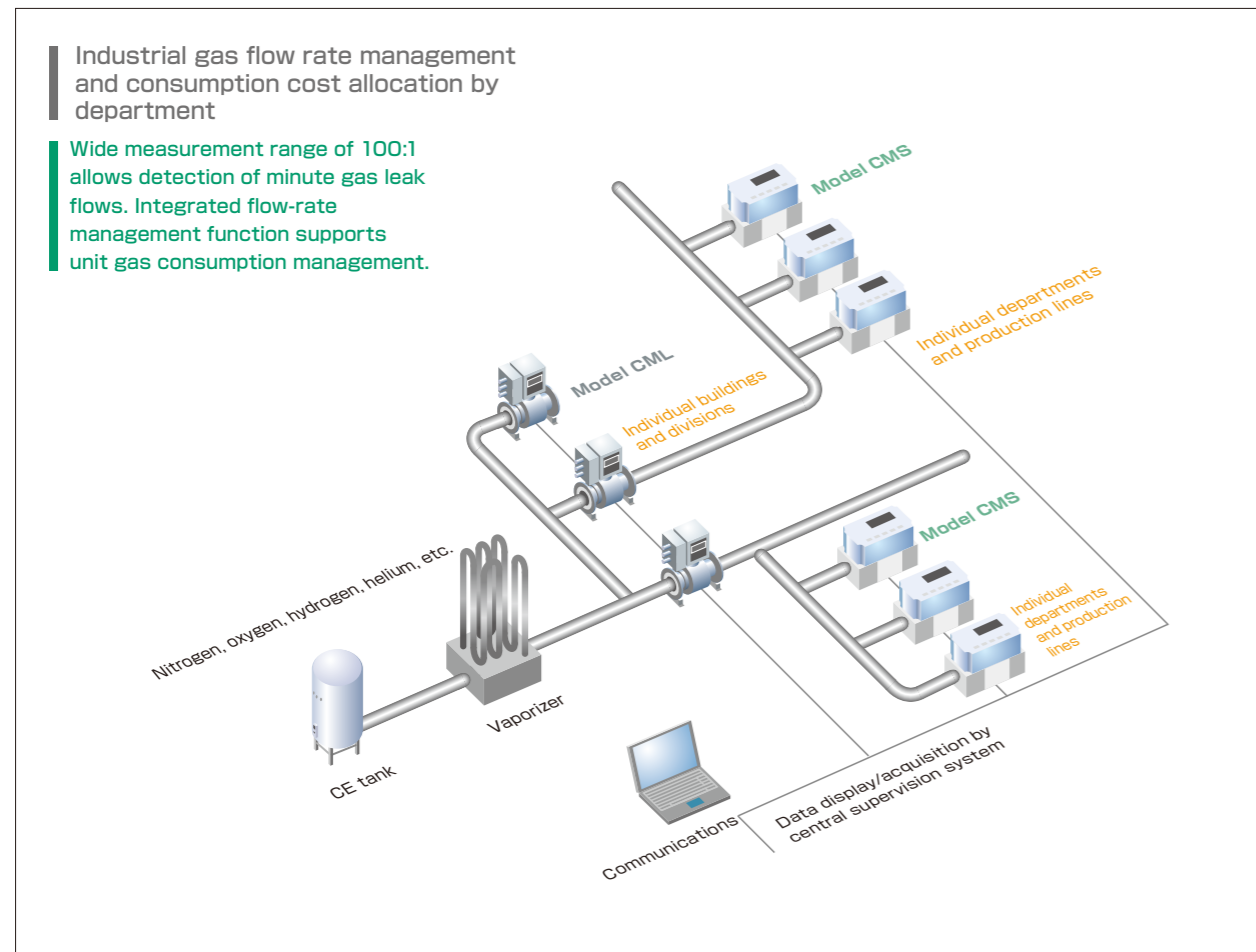 Industrial gas flow rate management
and consumption cost allocation by
department
Wide measurement range of 100:1
allows detection of minute gas leak
flows. Integrated flow-rate
management function supports
unit gas consumption management.
Model CMS
Individual departments
and production lines
Model CML
Individual buildings
and divisions
Model CMS
Individual
departments
and production
lines
Nitrogen, oxygen, hydrogen, helium, etc.
Vaporizer
CE tank
Data display/acquisition by
central supervision system
Communications